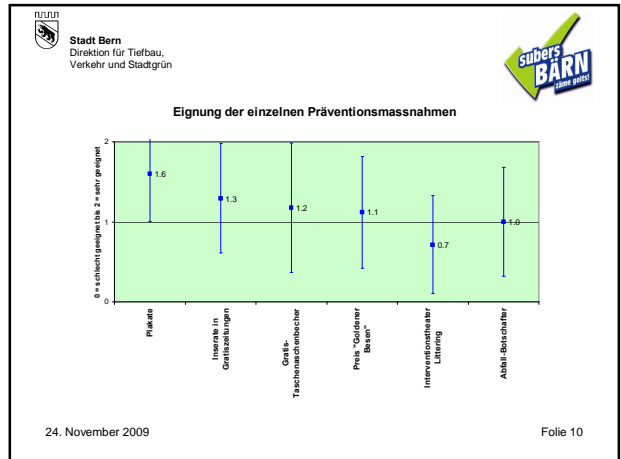 Stadt Bern
Direktion für Tiefbau,
Verkehr und Stadtgrün
subers
BÄRN
zäme geits!
Eignung der einzelnen Präventionsmassnahmen
0 = schlecht geeignet bis 2 = sehr geeignet
2
1
0
1.6
1.3
1.2
1.1
0.7
1.0
Plakate
Inserate in
Gratiszeitungen
Gratis-
Taschenaschenbecher
Preis "Goldener
Besen"
Interventionstheater
Littering
Abfall-Botschafter
24. November 2009
Folie 10